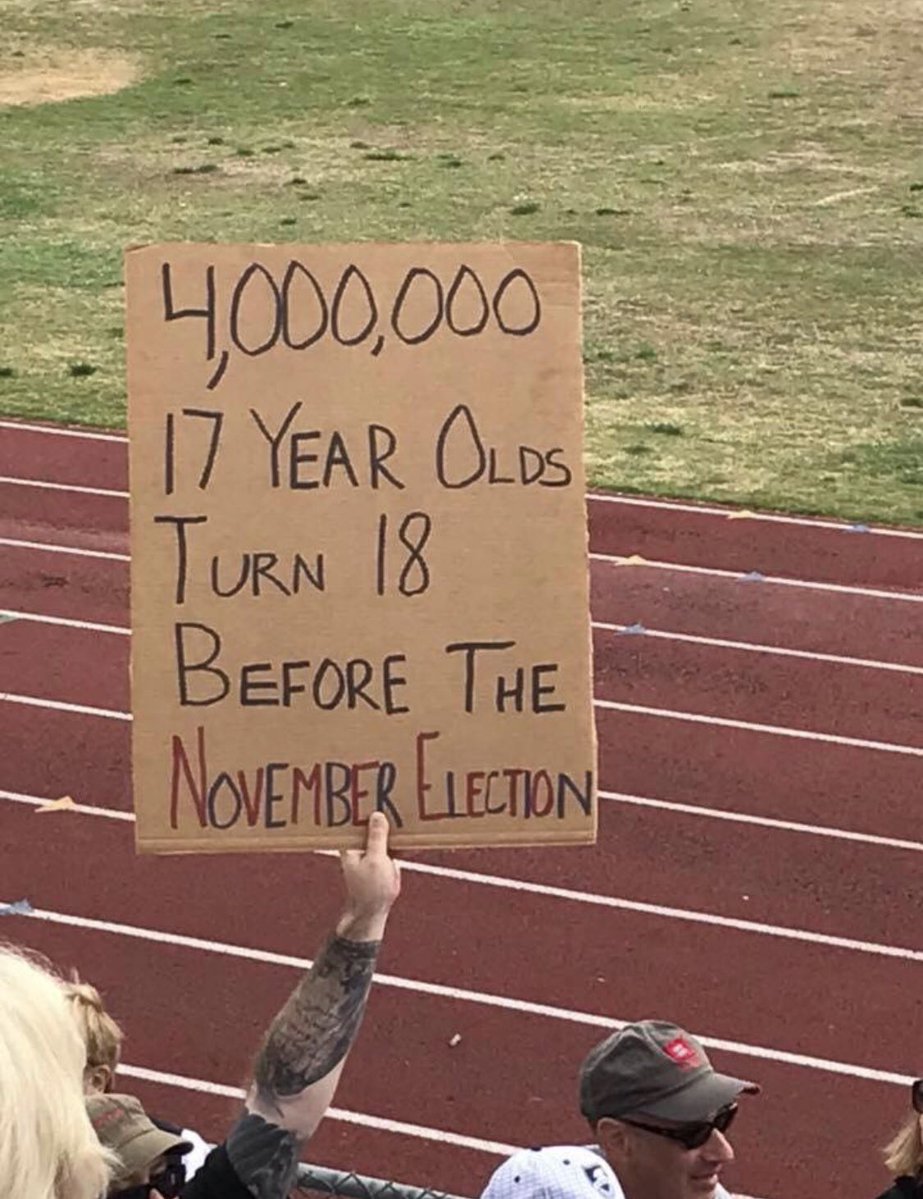 4,000,000
17 YEAR OLDS
TURN 18
BEFORE THE
NOVEMBER ELECTION